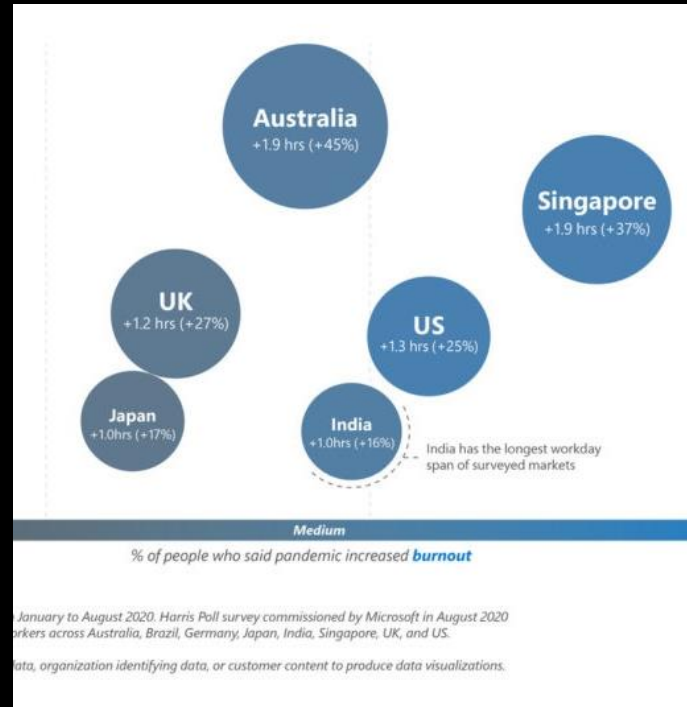 Australia
+1.9 hrs (+45%)
Singapore
+1.9 hrs (+37%)
UK
+1.2 hrs (+27%)
US
+1.3 hrs (+25%)
Japan
+1.0hrs (+17%)
India
+1.0hrs (+16%)
India has the longest workday
span of surveyed markets
Medium
% of people who said pandemic increased burnout
January to August 2020. Harris Poll survey commissioned by Microsoft in August 2020
across Australia, Brazil, Germany, Japan, India, Singapore, UK, and US.
organization identifying data, or customer content to produce data visualizations.